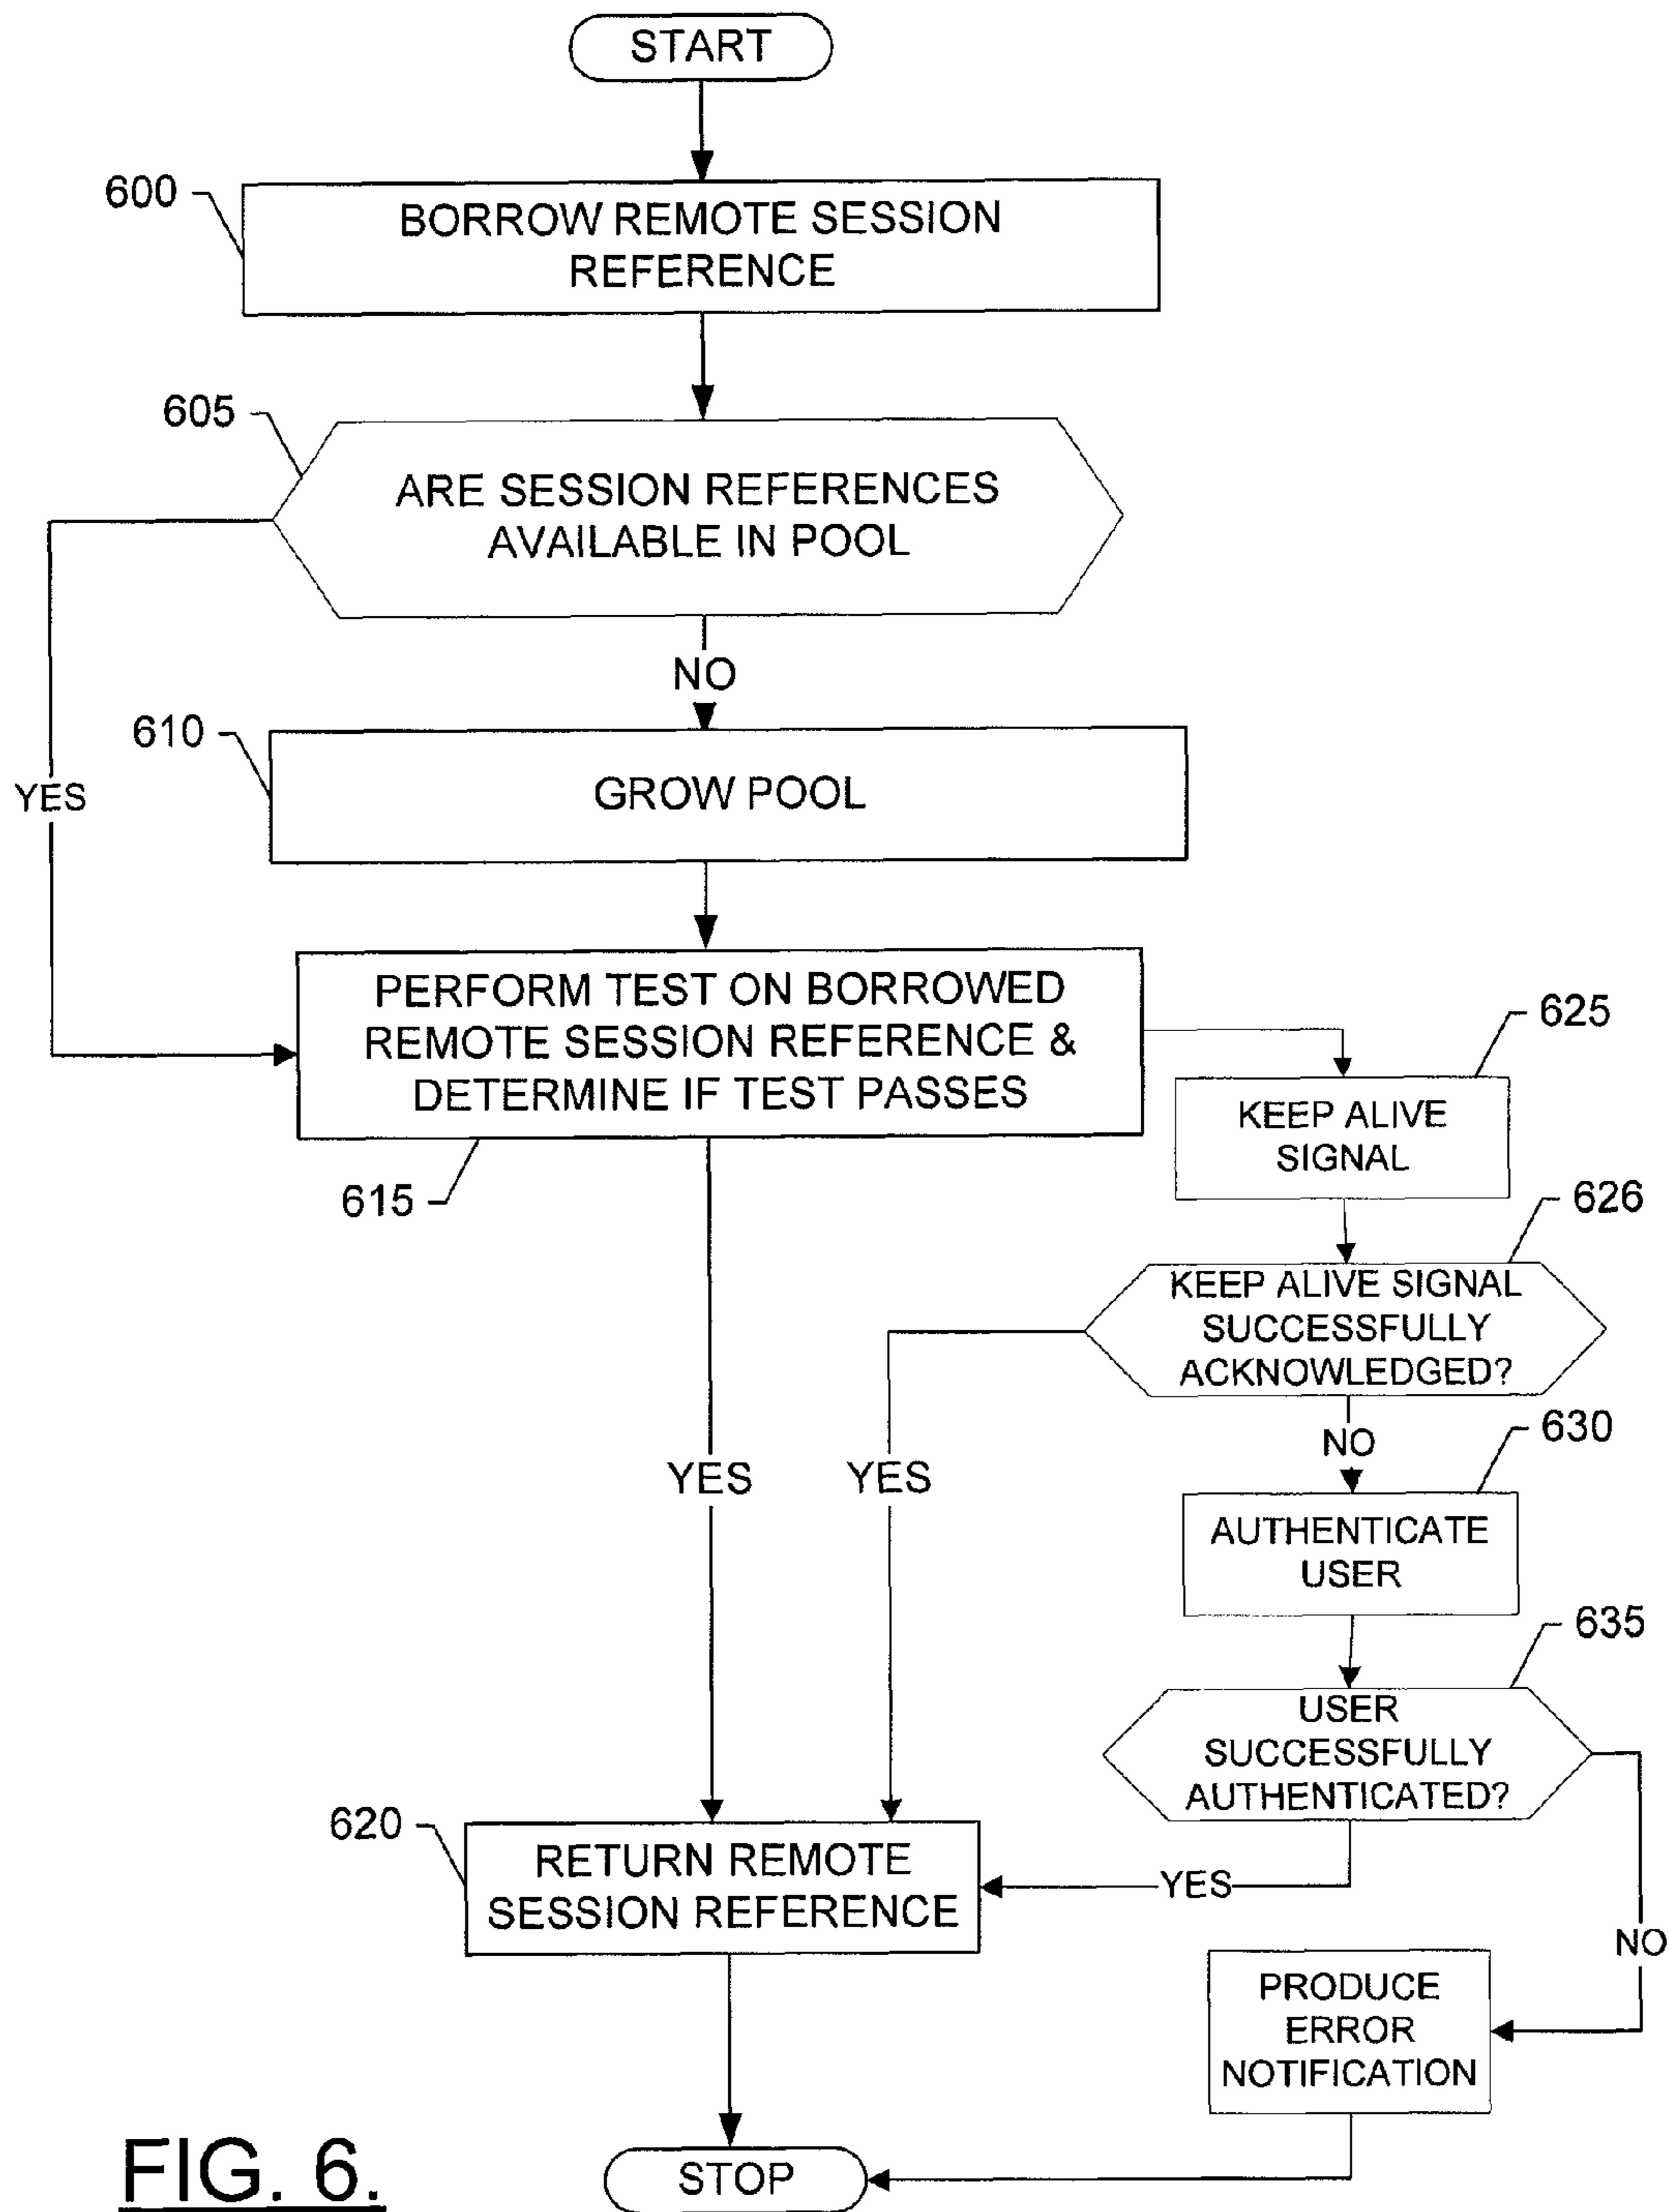 START
600
BORROW REMOTE SESSION
REFERENCE
605
ARE SESSION REFERENCES
AVAILABLE IN POOL
NO
YES
610
GROW POOL
PERFORM TEST ON BORROWED
REMOTE SESSION REFERENCE &
DETERMINE IF TEST PASSES
615
625
KEEP ALIVE
SIGNAL
626
KEEP ALIVE SIGNAL
SUCCESSFULLY
ACKNOWLEDGED?
YES
YES
NO
630
AUTHENTICATE
USER
635
USER
SUCCESSFULLY
AUTHENTICATED?
620
RETURN REMOTE
SESSION REFERENCE
YES
NO
PRODUCE
ERROR
NOTIFICATION
STOP
FIG. 6.